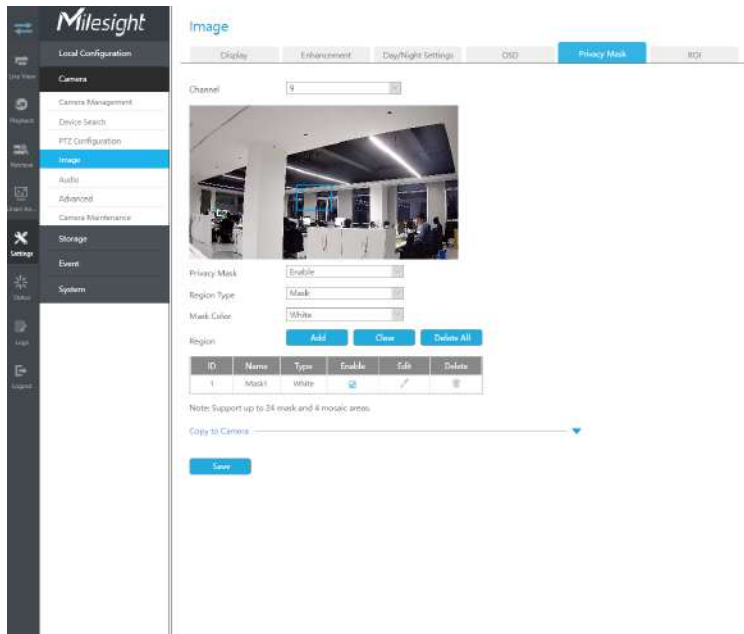 Milesight
Image
Local Configuration
Display Enhancement Day/Night Settings OSD Privacy Mask ROI
Live View
Camera
Channel 9
Camera Management
Playback
Device Search
PTZ Configuration
Retrieve
Image
Audio
Advanced
Camera Maintenance
Settings
Storage
Event
Privacy Mask Enable
System
Region Type Mask
Status
Mask Color White
Region Add Clear Delete All
Logs
ID Name Type Enable Edit Delete
Logout
1 Mask1 White
Note: Support up to 24 mask and 4 mosaic areas.
Copy to Camera
Save